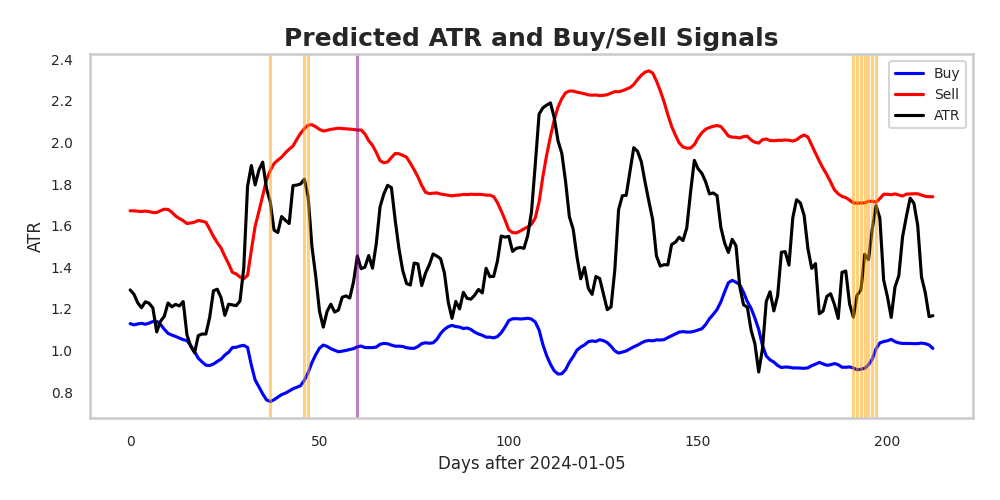 Predicted ATR and Buy/Sell Signals
2.4
2.2
2.0
1.8
1.6
1.4
1.2
1.0
0.8
ATR
Buy
Sell
ATR
0
50
100
150
200
Days after 2024-01-05